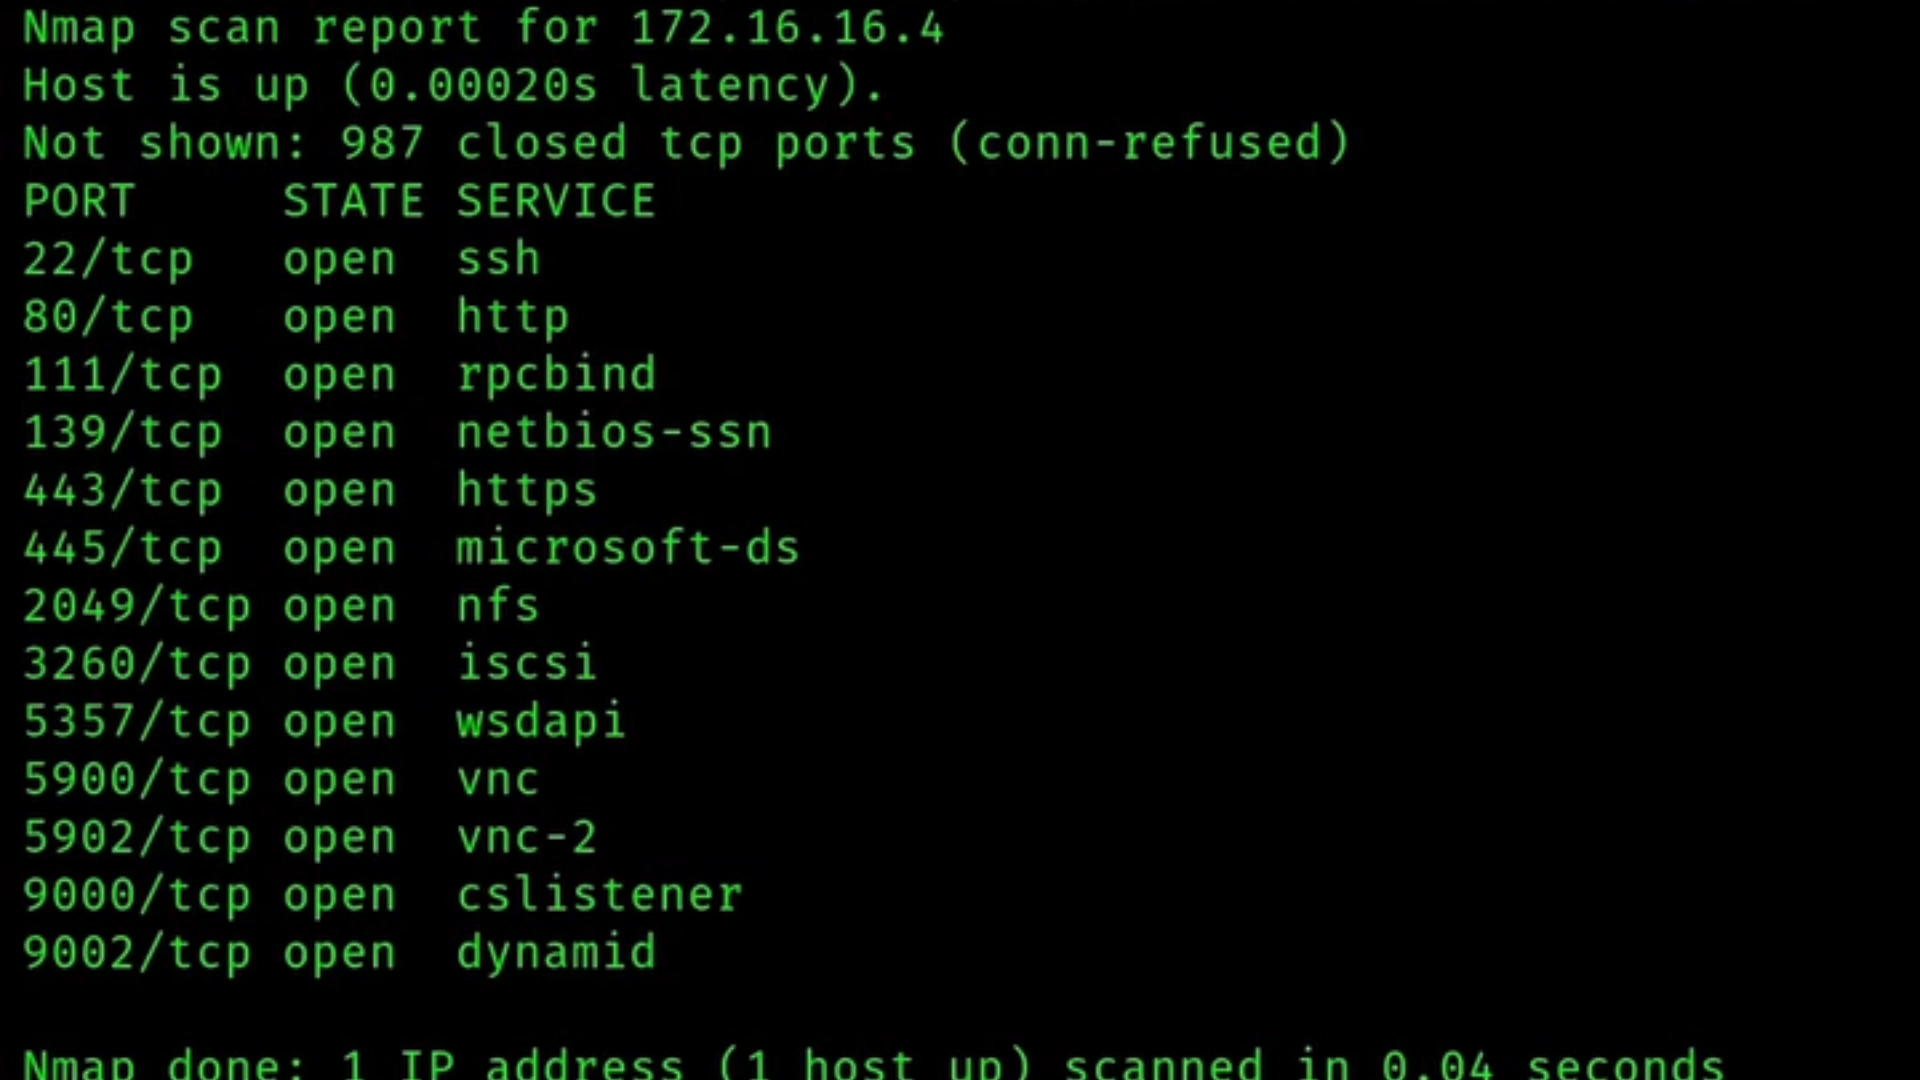 Nmap scan report for 172.16.16.4
Host is up (0.00020s latency).
Not shown: 987 closed tcp ports (conn-refused)
PORT     STATE SERVICE
22/tcp   open  ssh
80/tcp   open  http
111/tcp  open  rpcbind
139/tcp  open  netbios-ssn
443/tcp  open  https
445/tcp  open  microsoft-ds
2049/tcp open  nfs
3260/tcp open  iscsi
5357/tcp open  wsdapi
5900/tcp open  vnc
5902/tcp open  vnc-2
9000/tcp open  cslistener
9002/tcp open  dynamid
Nmap done: 1 IP address (1 host up) scanned in 0.04 seconds